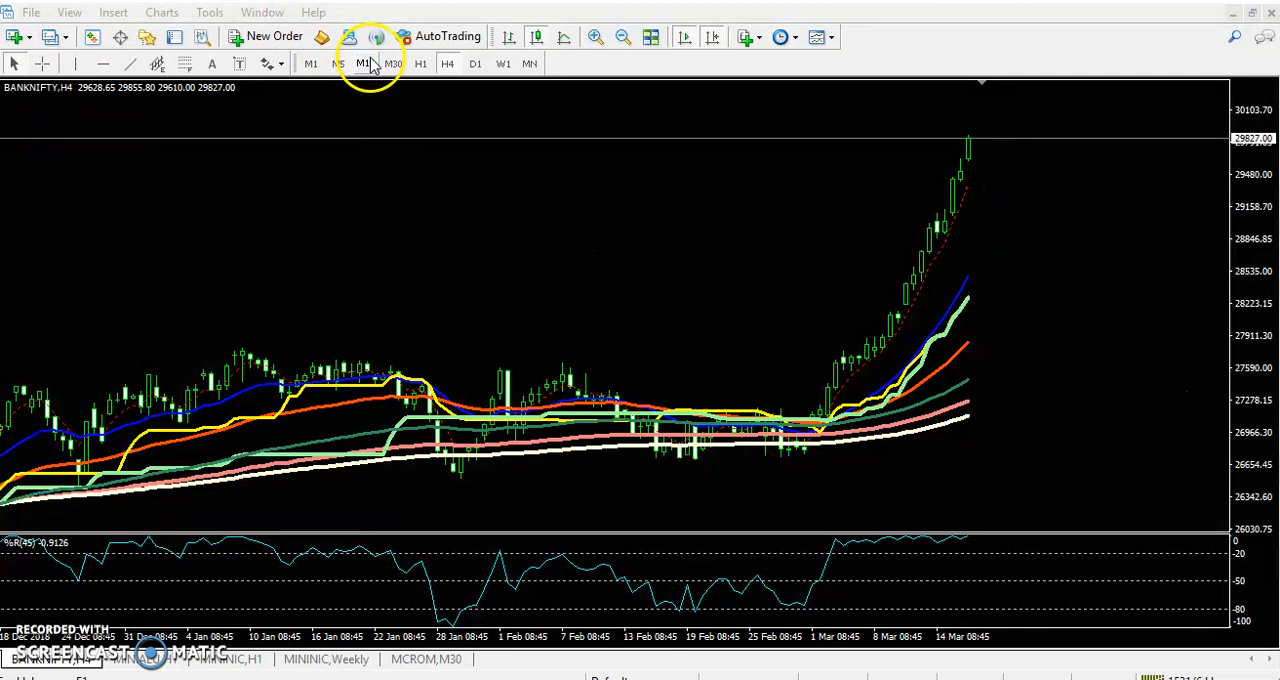 File View Insert Charts Tools Window Help
New Order AutoTrading
A T M1 M5 M1 M30 H1 H4 D1 W1 MN
BANKNIFTY,H4 29628.65 29855.80 29610.00 29827.00
30103.70
29827.00
29480.00
29158.70
28846.85
28535.00
28223.15
27911.30
27590.00
27278.15
26966.30
26654.45
26342.60
26030.75
%R(45) -0.9126
0
-20
-50
-80
-100
18 Dec 2018 24 Dec 08:45 31 Dec 08:45 4 Jan 08:45 10 Jan 08:45 16 Jan 08:45 22 Jan 08:45 28 Jan 08:45 1 Feb 08:45 7 Feb 08:45 13 Feb 08:45 19 Feb 08:45 25 Feb 08:45 1 Mar 08:45 8 Mar 08:45 14 Mar 08:45
RECORDED WITH
SCREENCAST MATIC
BANKNIFTY,H4 MININIC,H1 MININIC,Weekly MCROM,M30